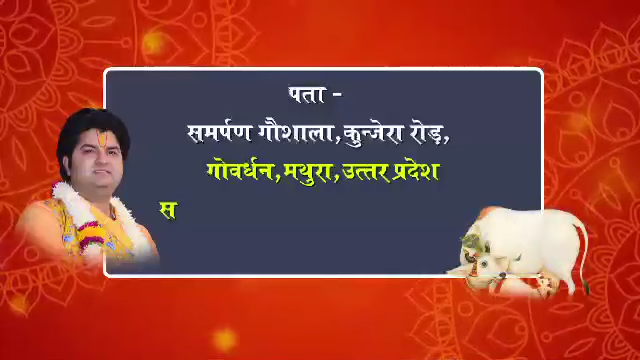 पता -
समर्पण गौशाला,कुन्जेरा रोड़,
गोवर्धन,मथुरा,उत्तर प्रदेश
स